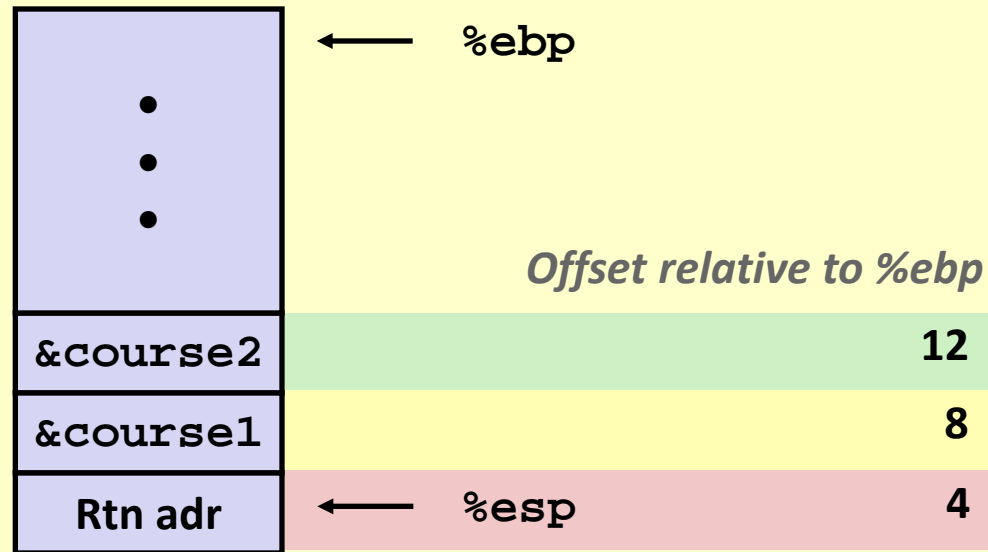 %ebp
•
•
•
Offset relative to %ebp
&course2 12
&course1 8
Rtn adr %esp 4